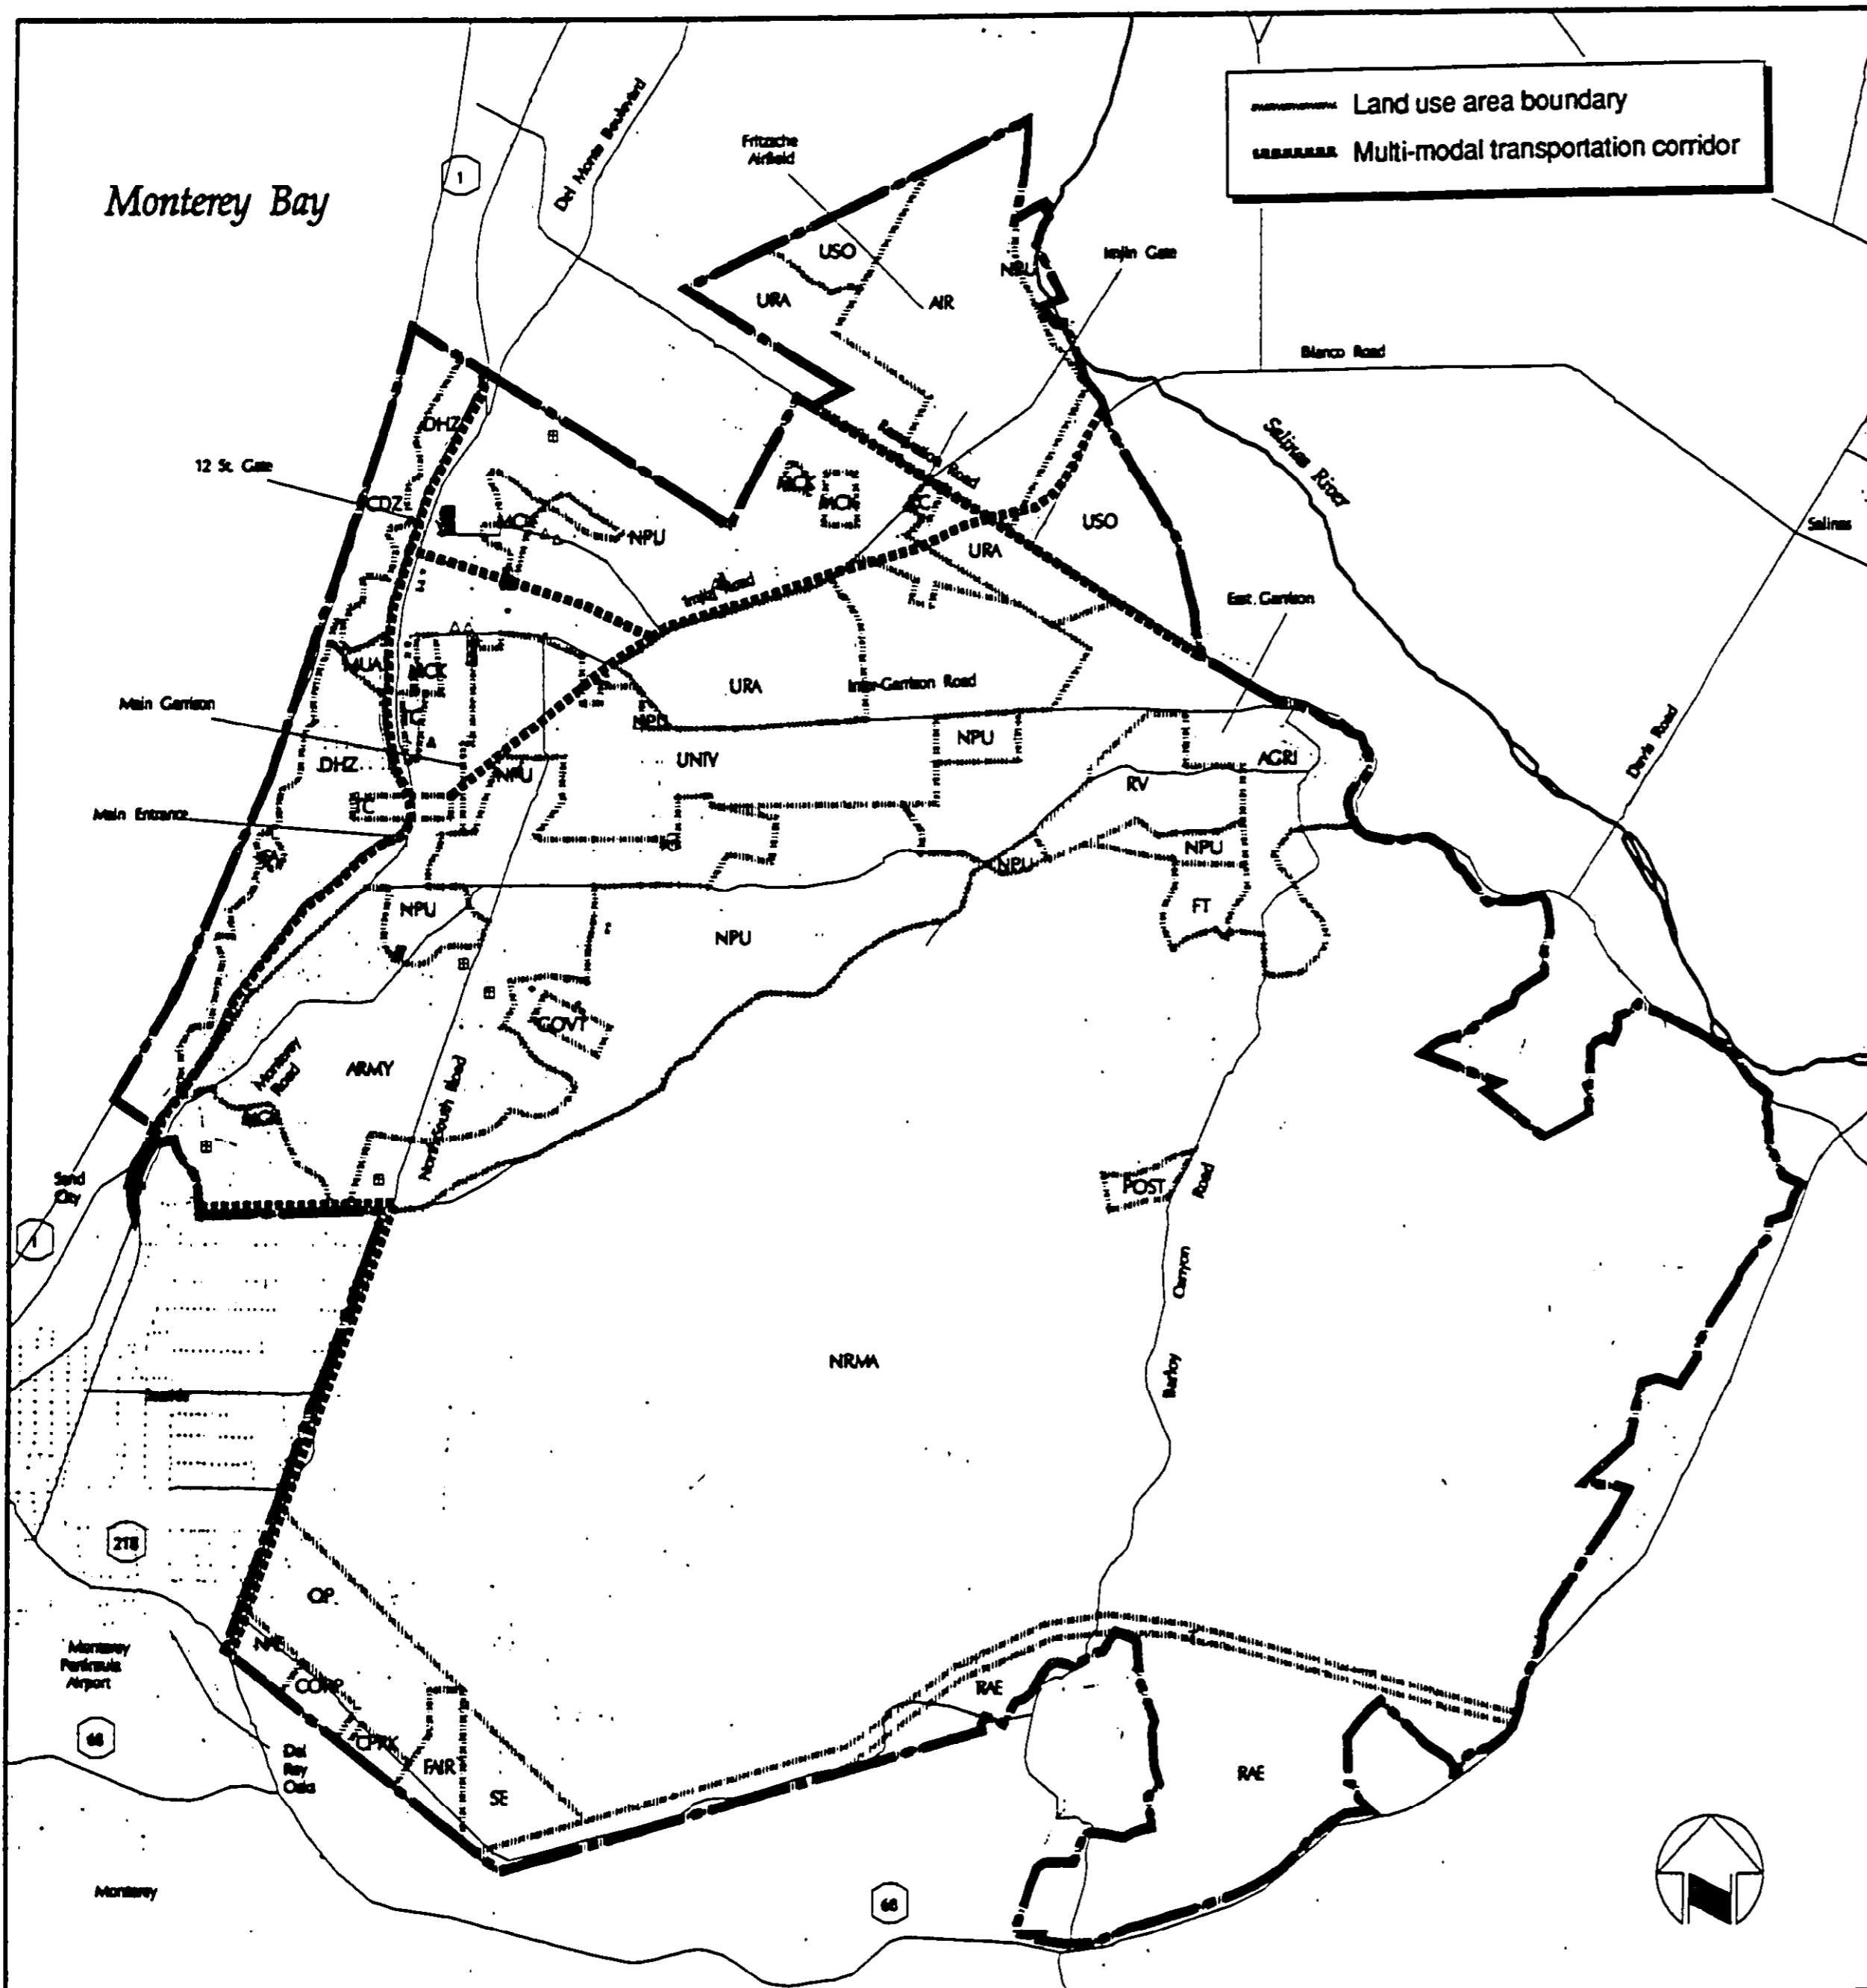 Land use area boundary
Multi-modal transportation corridor
Monterey Bay
1
Del Monte Boulevard
Fritzsche
Airfield
USO
URA
AIR
NPU
Imjin Gate
Blanco Road
Salinas River
Salinas
Davis Road
DHZ
12 St. Gate
CDZ
MCK
NPU
MCK
MCK
Reservation Road
USO
URA
Imjin Road
East Garrison
MUA
MCK
URA
Inter-Garrison Road
NPU
Main Garrison
DHZ
NPU
UNIV
NPU
AGRI
RV
Main Entrance
TC
NPU
NPU
NPU
FT
NPU
GOVT
ARMY
Monterey
Road
North-South Road
Sand
City
1
POST
Barloy Canyon Road
NRMA
218
OP
Monterey
Peninsula
Airport
CORP
CPRK
FAIR
SE
RAE
RAE
68
Del
Rey
Oaks
Monterey
68
N